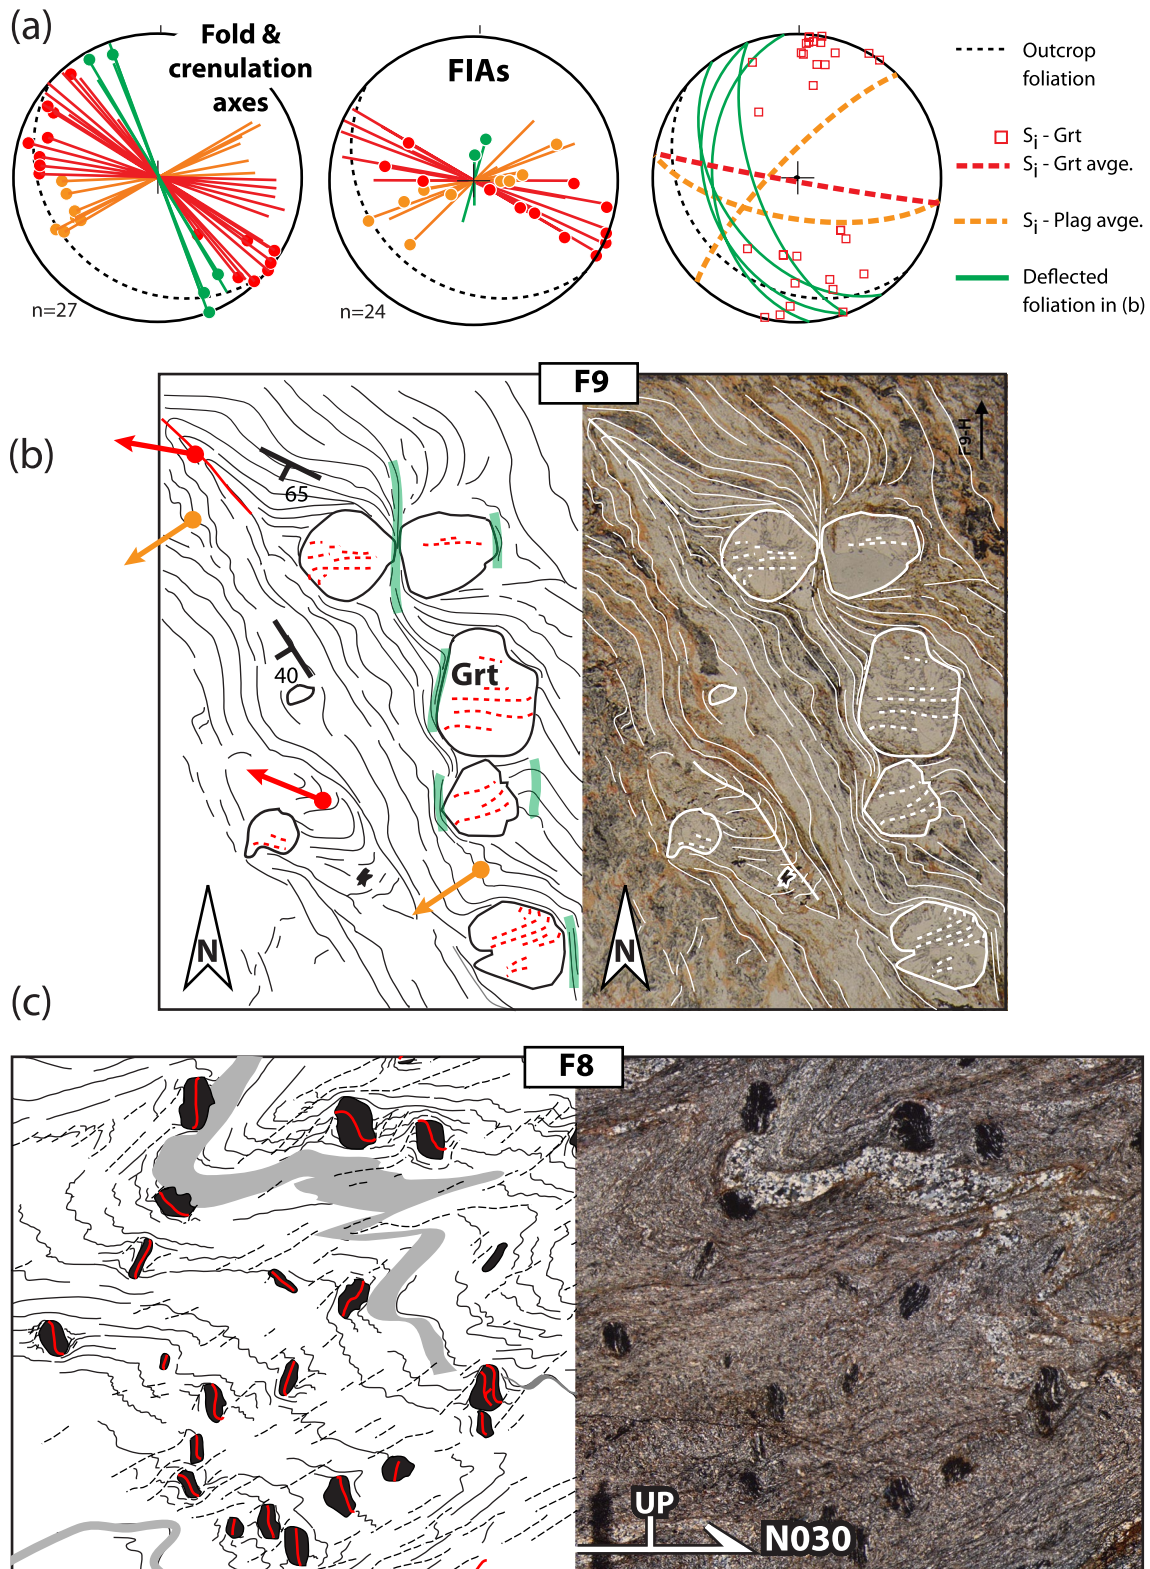 (a)
Fold &
crenulation
axes
n=27
FIAs
n=24
Outcrop
foliation
Si - Grt
Si - Grt avge.
Si - Plag avge.
Deflected
foliation in (b)
(b)
F9
F9-H
65
40
Grt
N
N
(c)
F8
UP
N030